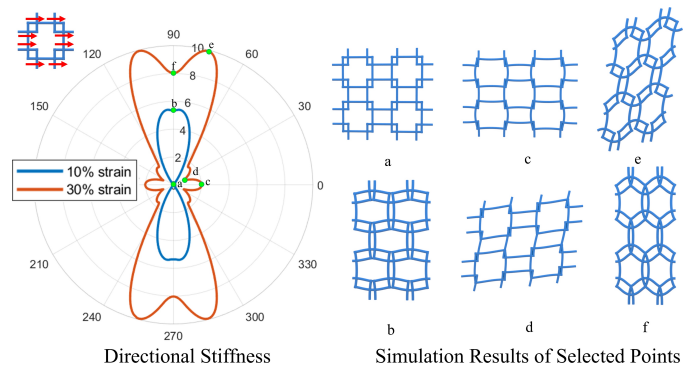 90
120
60
150
30
0
210
330
240
300
270
10
8
6
4
2
e
f
b
d
a
c
10% strain
30% strain
Directional Stiffness
a
c
e
b
d
f
Simulation Results of Selected Points